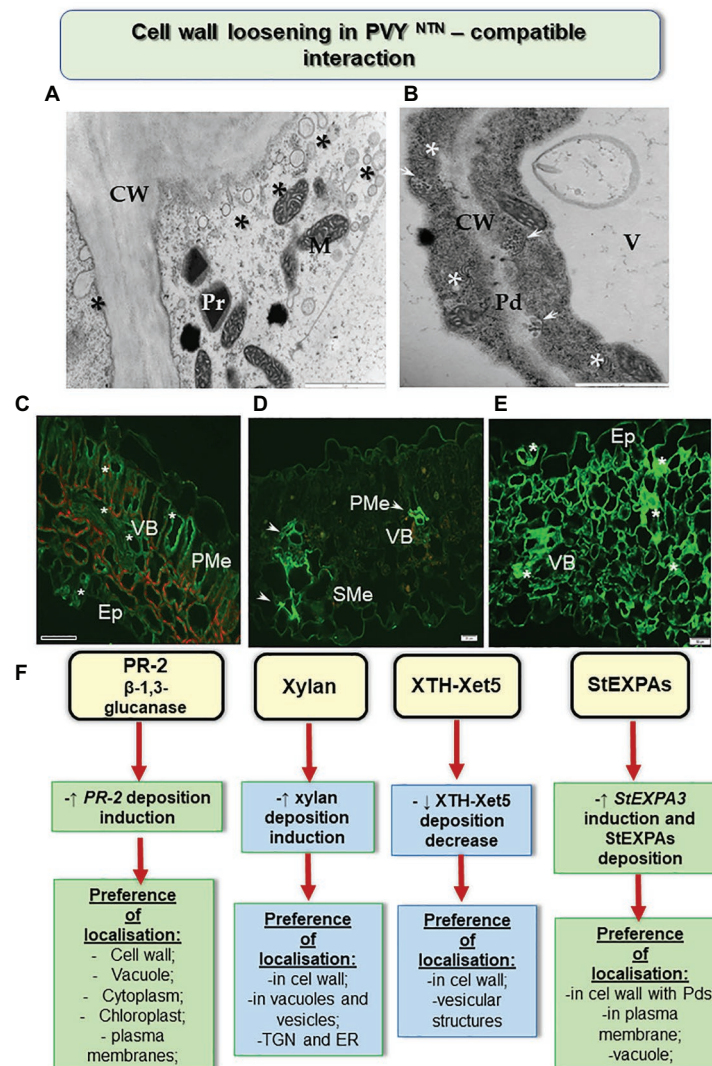 Cell wall loosening in PVY NTN – compatible
interaction
A
B
CW
M
Pr
CW
V
Pd
C
D
E
VB
PMe
Ep
PMe
VB
SMe
Ep
VB
F
PR-2
β-1,3-
glucanase
Xylan
XTH-Xet5
StEXPAs
-↑ PR-2 deposition
induction
-↑ xylan
deposition
induction
- ↓ XTH-Xet5
deposition
decrease
-↑ StEXPA3
induction and
StEXPAs
deposition
Preference
of
localisation:
- Cell wall;
- Vacuole;
- Cytoplasm;
- Chloroplast;
- plasma
membranes;
Preference
of
localisation:
-in cel wall;
-in vacuoles and
vesicles;
-TGN and ER
Preference
of
localisation:
-in cell wall;
-vesicular
structures
Preference
of
localisation:
-in cell wall with Pds
-in plasma
membrane;
-vacuole;